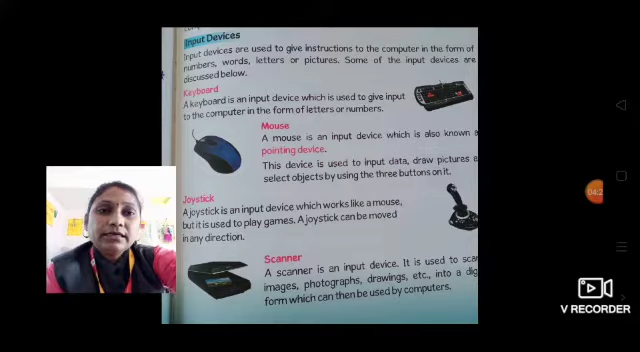 Input Devices
Input devices are used to give instructions to the computer in the form of
numbers, words, letters or pictures. Some of the input devices are
discussed below.
Keyboard
A keyboard is an input device which is used to give input
to the computer in the form of letters or numbers.
Mouse
A mouse is an input device which is also known a
pointing device.
This device is used to input data, draw pictures a
select objects by using the three buttons on it.
Joystick
A joystick is an input device which works like a mouse,
but it is used to play games. A joystick can be moved
in any direction.
Scanner
A scanner is an input device. It is used to sca
images, photographs, drawings, etc., into a dig
form which can then be used by computers.
04:2
V RECORDER